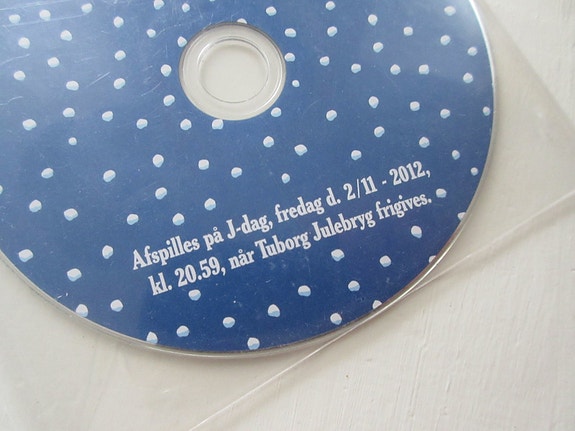 Afspilles på J-dag, fredag d. 2/11 - 2012,
kl. 20.59, når Tuborg Julebryg frigives.